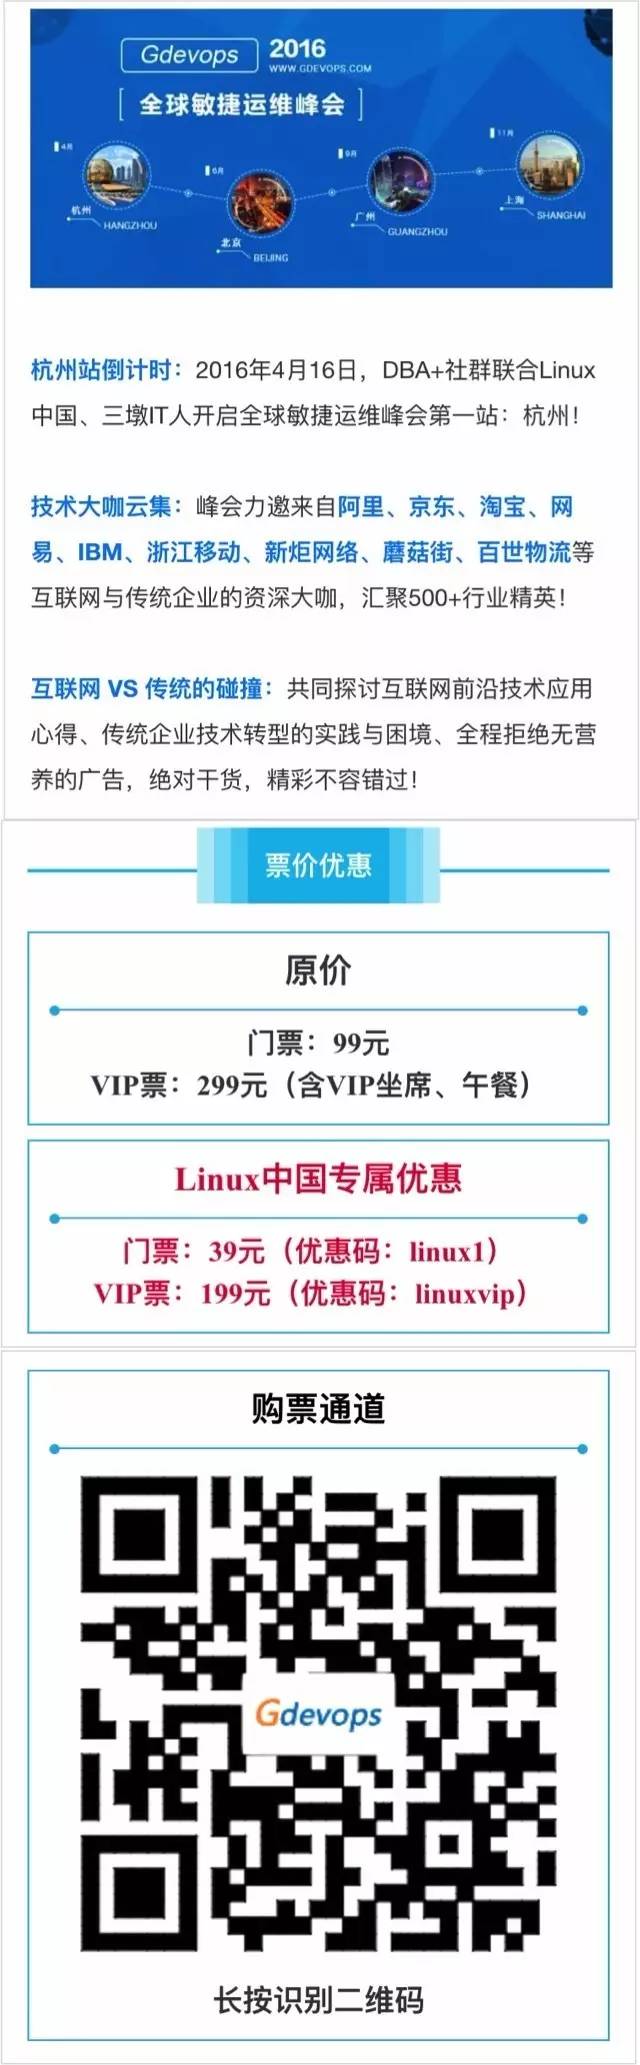 Gdevops 2016
WWW.GDEVOPS.COM
全球敏捷运维峰会
4月
杭州
HANGZHOU
6月
北京
BEIJING
9月
广州
GUANGZHOU
11月
上海
SHANGHAI
杭州站倒计时：2016年4月16日，DBA+社群联合Linux
中国、三墩IT人开启全球敏捷运维峰会第一站：杭州！
技术大咖云集：峰会力邀来自阿里、京东、淘宝、网
易、IBM、浙江移动、新炬网络、蘑菇街、百世物流等
互联网与传统企业的资深大咖，汇聚500+行业精英！
互联网 VS 传统的碰撞：共同探讨互联网前沿技术应用
心得、传统企业技术转型的实践与困境、全程拒绝无营
养的广告，绝对干货，精彩不容错过！
票价优惠
原价
门票：99元
VIP票：299元（含VIP坐席、午餐）
Linux中国专属优惠
门票：39元（优惠码：linux1）
VIP票：199元（优惠码：linuxvip）
购票通道
Gdevops
长按识别二维码